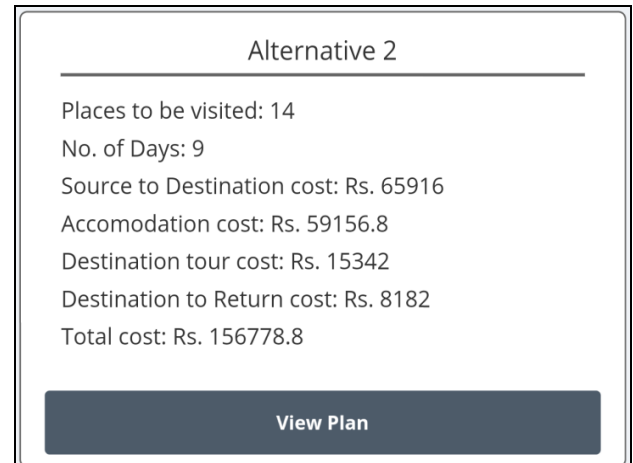 Alternative 2
Places to be visited: 14
No. of Days: 9
Source to Destination cost: Rs. 65916
Accomodation cost: Rs. 59156.8
Destination tour cost: Rs. 15342
Destination to Return cost: Rs. 8182
Total cost: Rs. 156778.8
View Plan